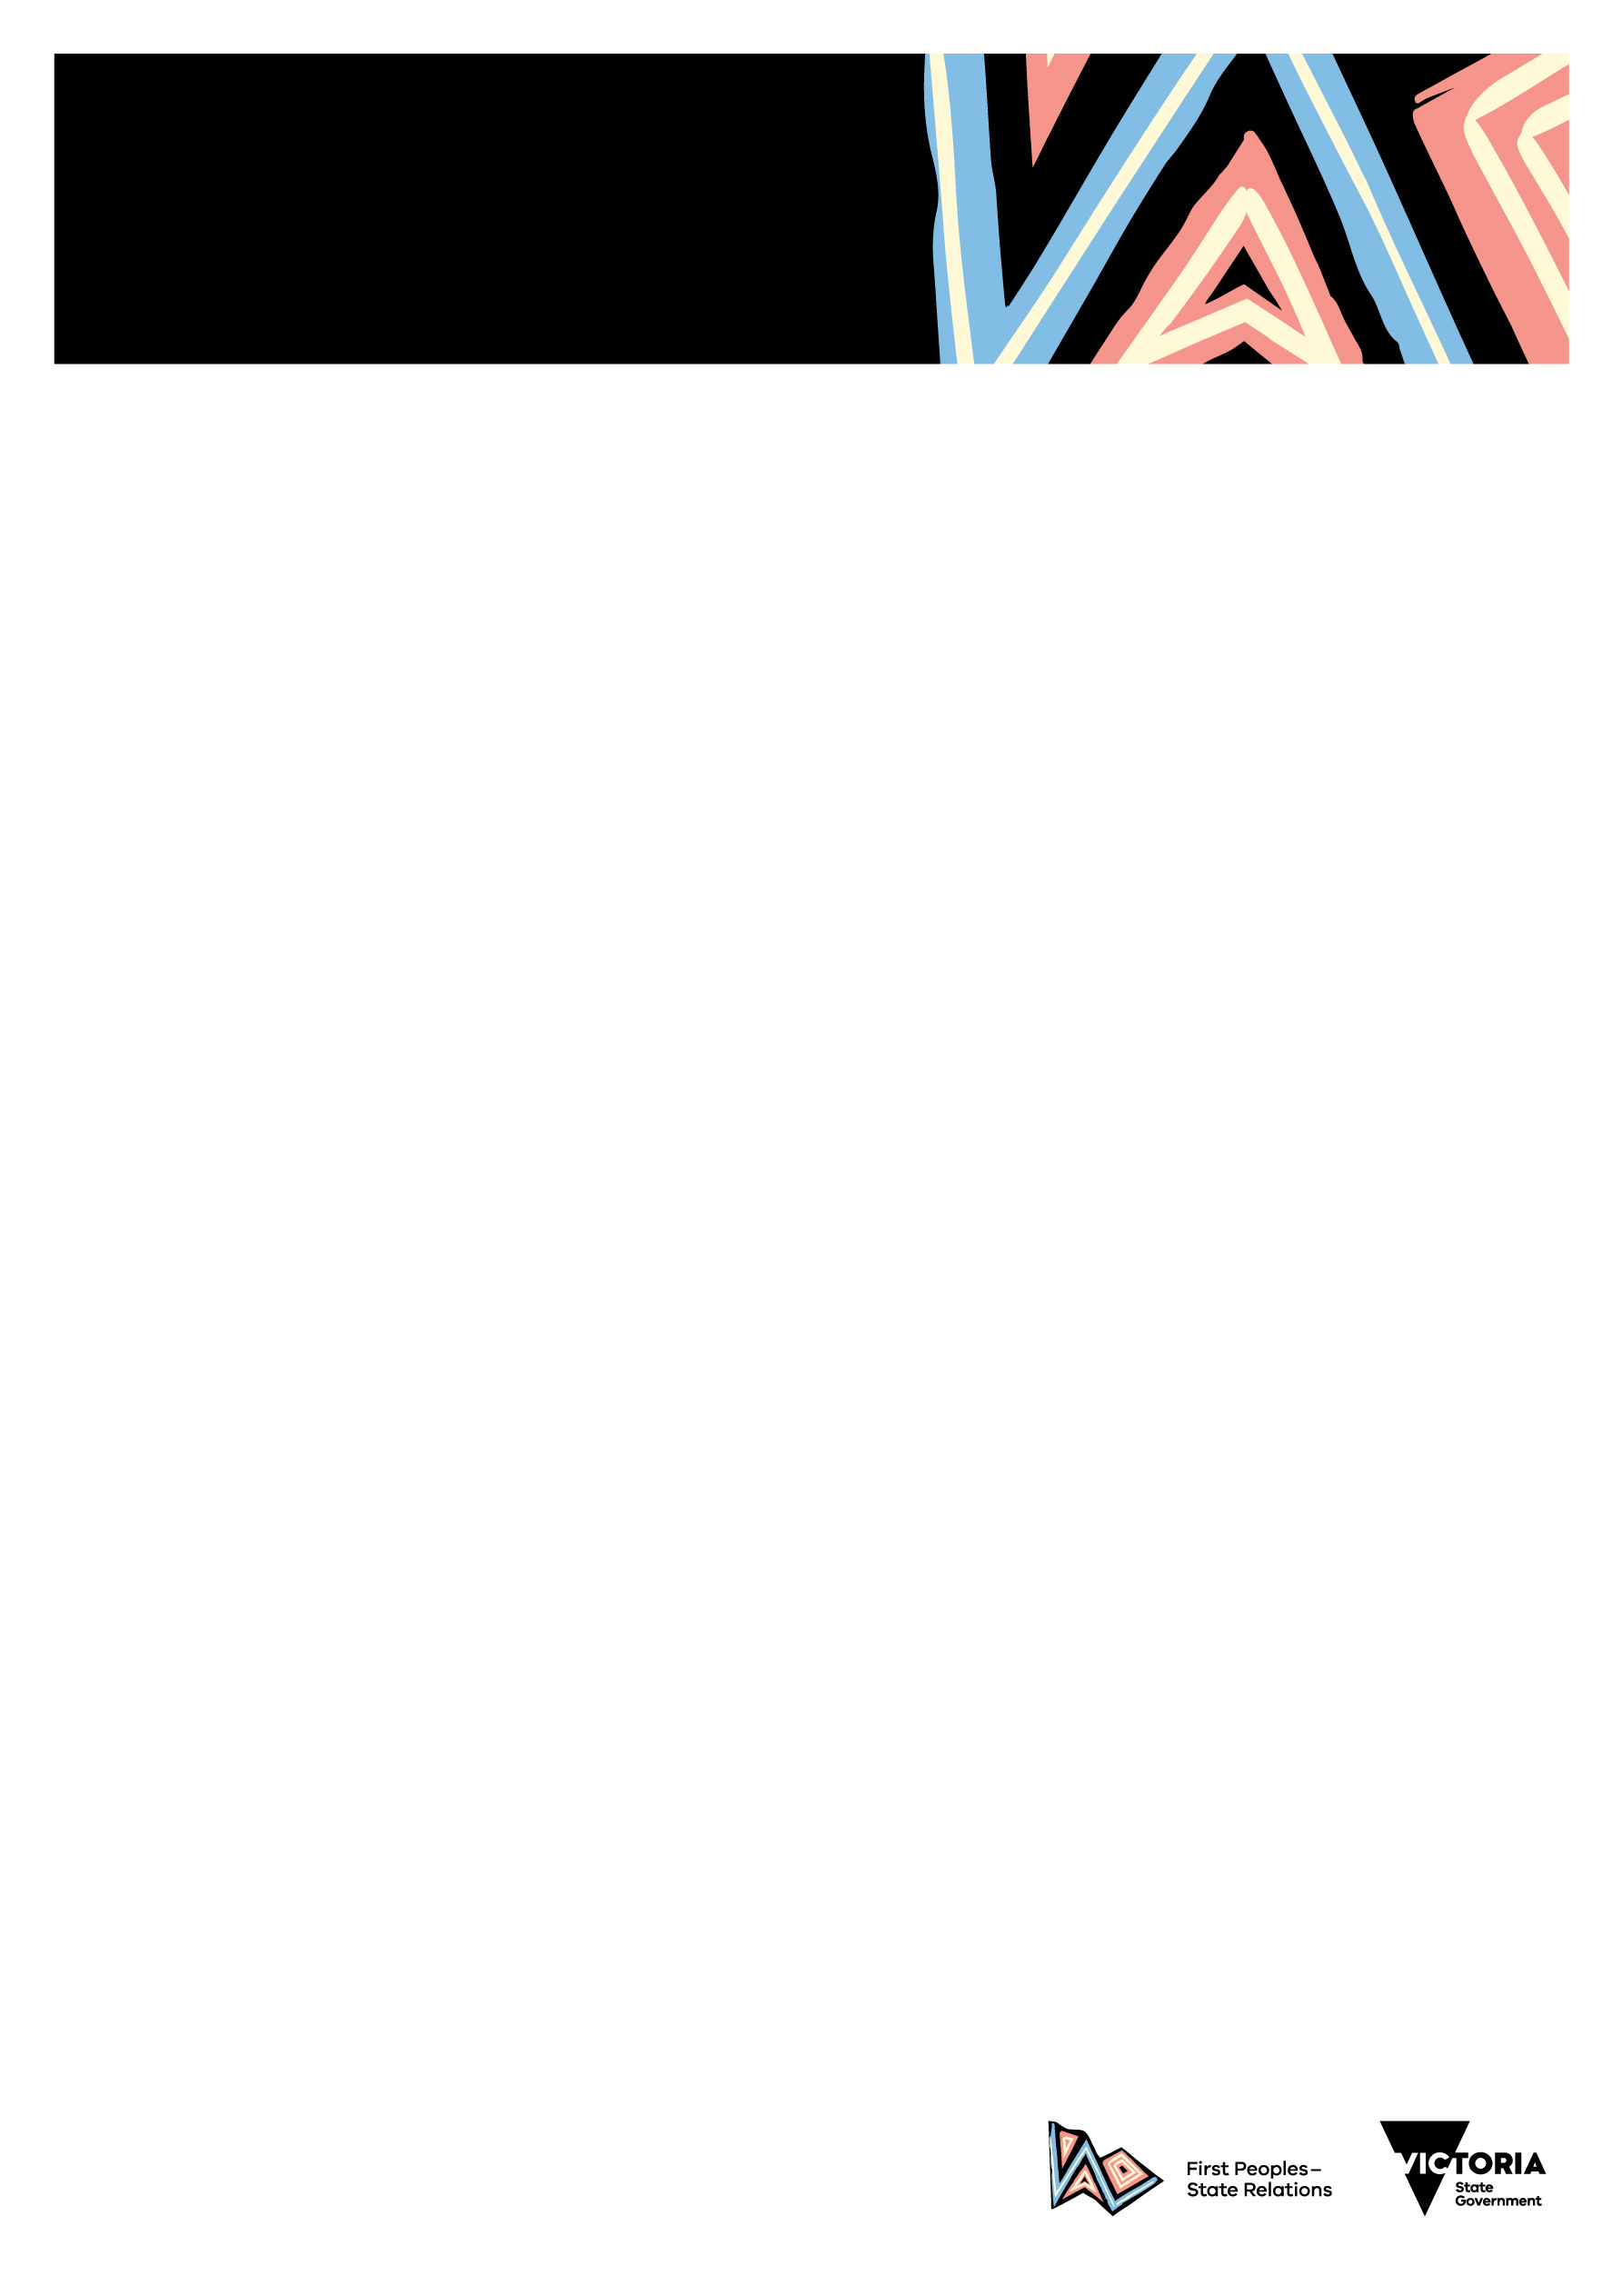 First Peoples–
State Relations
VICTORIA
State
Government